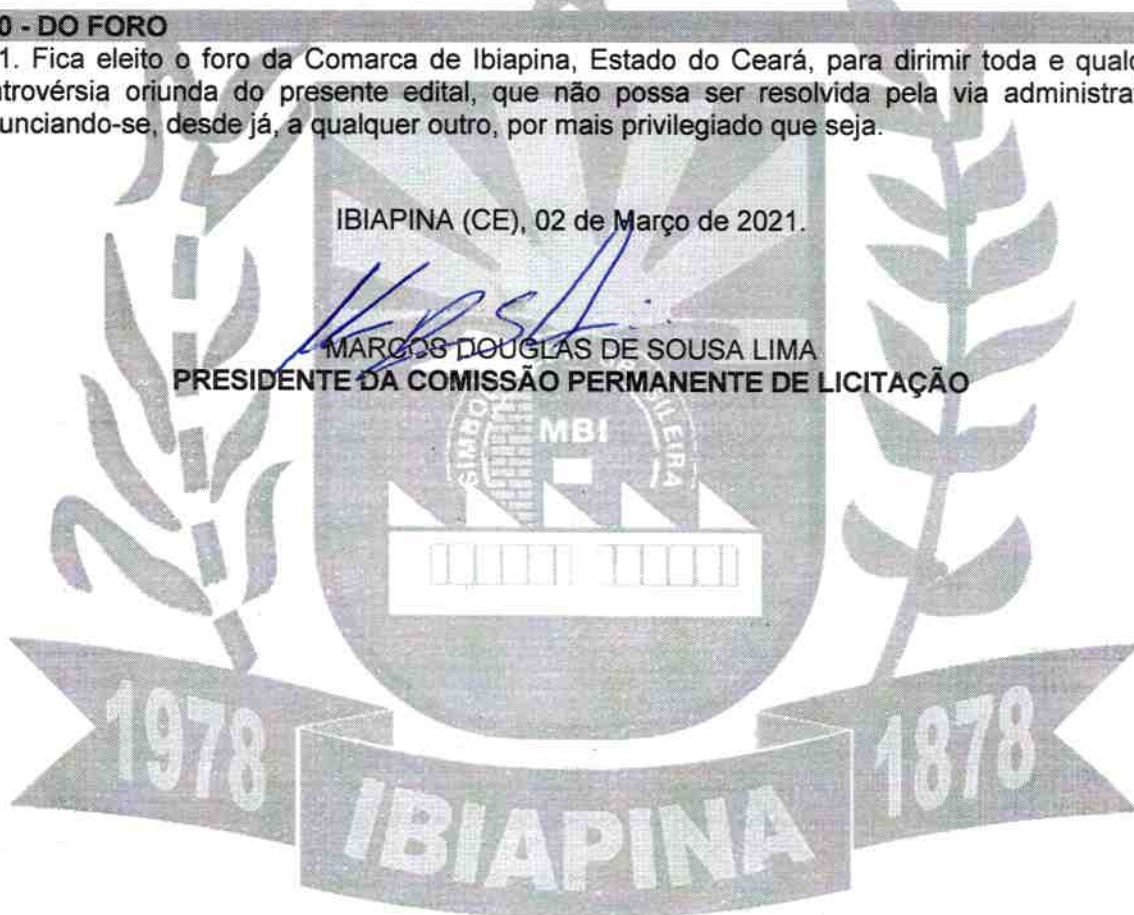 0 - DO FORO
1. Fica eleito o foro da Comarca de Ibiapina, Estado do Ceará, para dirimir toda e qualq
ntrovérsia oriunda do presente edital, que não possa ser resolvida pela via administrat
unciando-se, desde já, a qualquer outro, por mais privilegiado que seja.
IBIAPINA (CE), 02 de Março de 2021.
MARCOS DOUGLAS DE SOUSA LIMA
PRESIDENTE DA COMISSÃO PERMANENTE DE LICITAÇÃO
MBI
1978
1878
IBIAPINA